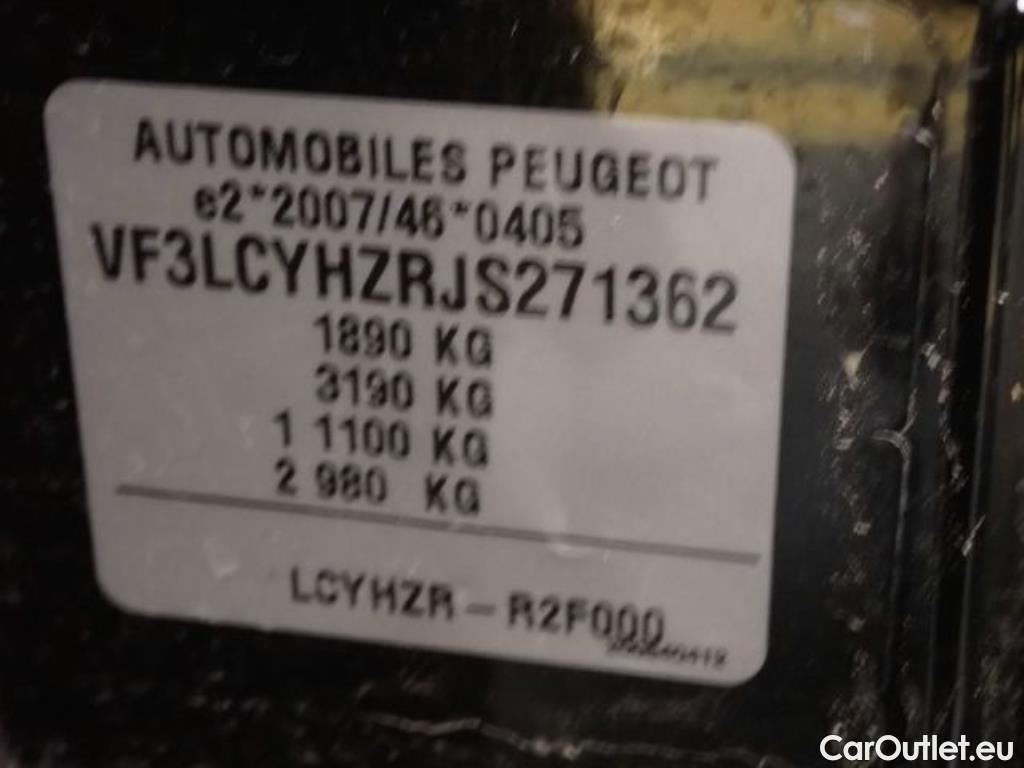 AUTOMOBILES PEUGEOT
e2*2007/46*0405
VF3LCYHZRJS271362
1890 KG
3190 KG
1 1100 KG
2 980 KG
LCYHZR - R2F000
CarOutlet.eu